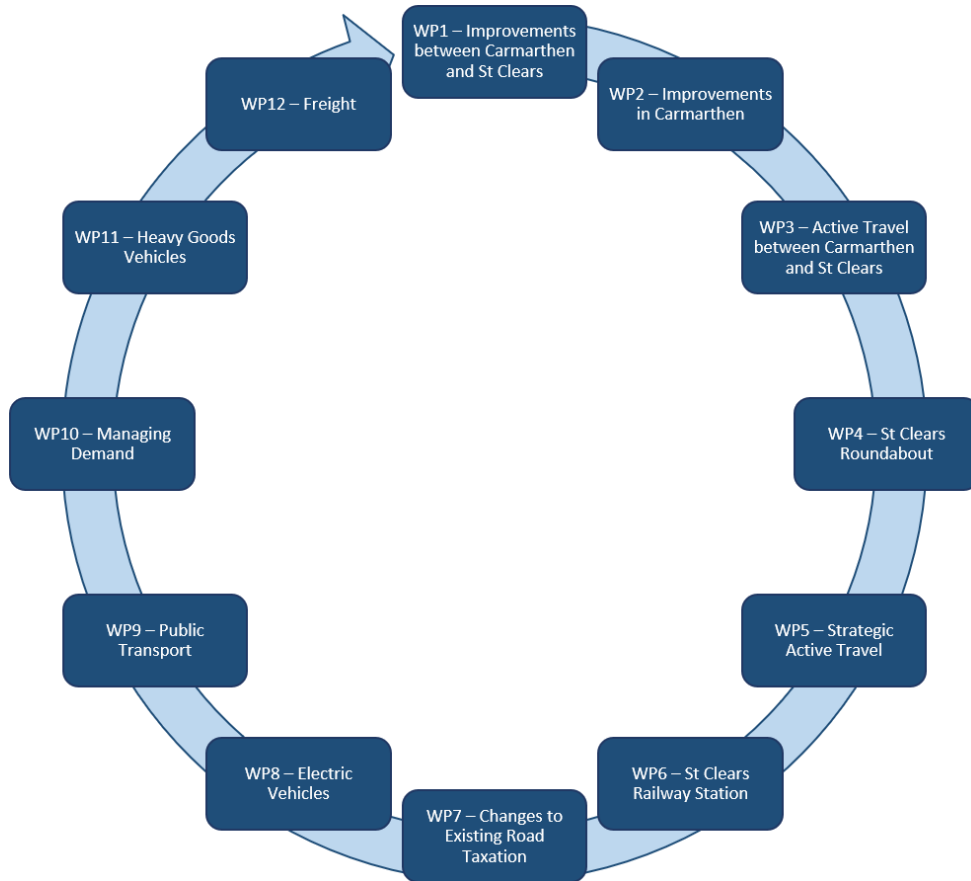 WP1 – Improvements
between Carmarthen
and St Clears
WP2 – Improvements
in Carmarthen
WP3 – Active Travel
between Carmarthen
and St Clears
WP4 – St Clears
Roundabout
WP5 – Strategic
Active Travel
WP6 – St Clears
Railway Station
WP7 – Changes to
Existing Road
Taxation
WP8 – Electric
Vehicles
WP9 – Public
Transport
WP10 – Managing
Demand
WP11 – Heavy Goods
Vehicles
WP12 – Freight